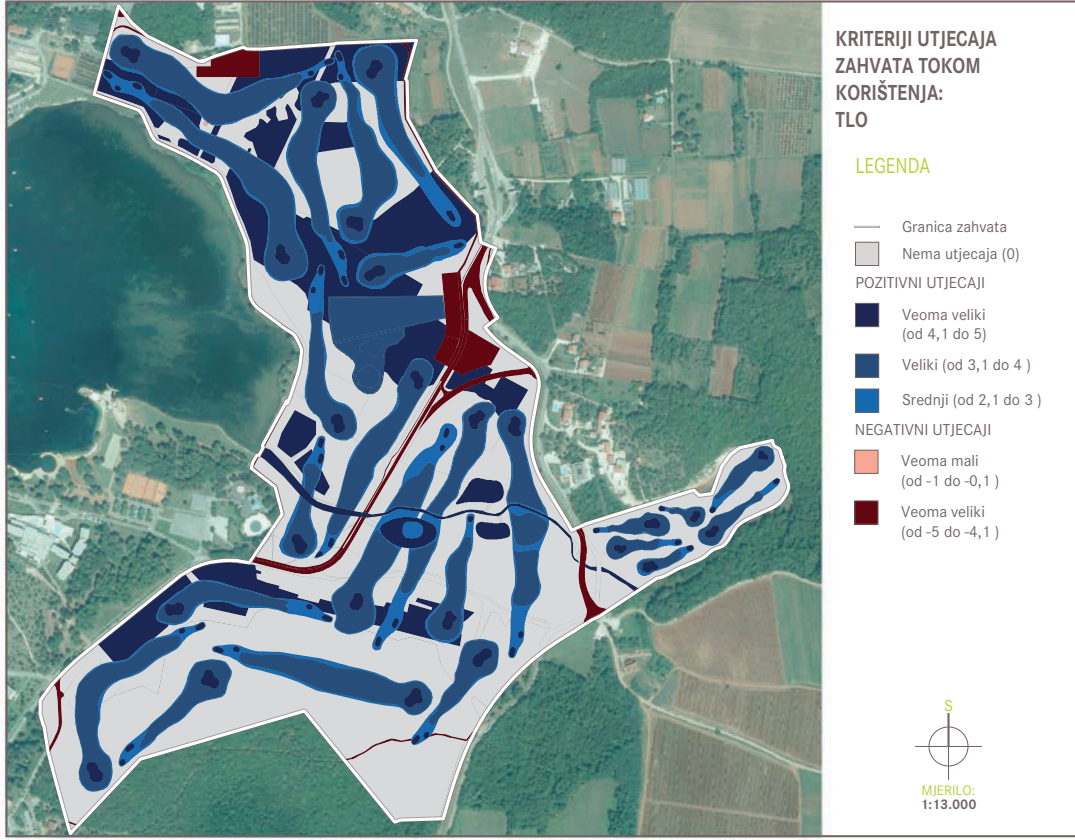 KRITERIJI UTJECAJA
ZAHVATA TOKOM
KORIŠTENJA:
TLO
LEGENDA
Granica zahvata
Nema utjecaja (0)
POZITIVNI UTJECAJI
Veoma veliki
(od 4,1 do 5)
Veliki (od 3,1 do 4 )
Srednji (od 2,1 do 3 )
NEGATIVNI UTJECAJI
Veoma mali
(od -1 do -0,1 )
Veoma veliki
(od -5 do -4,1 )
S
MJERILO:
1:13.000